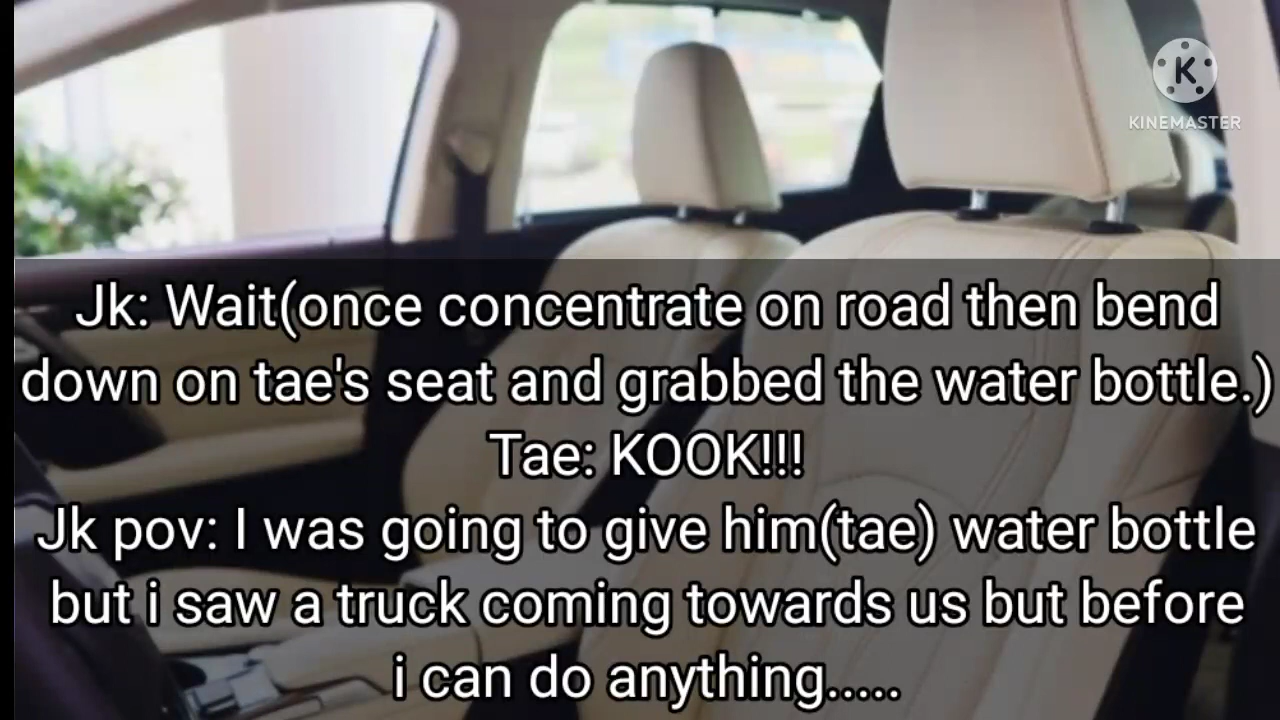 KINEMASTER
Jk: Wait(once concentrate on road then bend
down on tae's seat and grabbed the water bottle.)
Tae: KOOK!!!
Jk pov: I was going to give him(tae) water bottle
but i saw a truck coming towards us but before
i can do anything.....